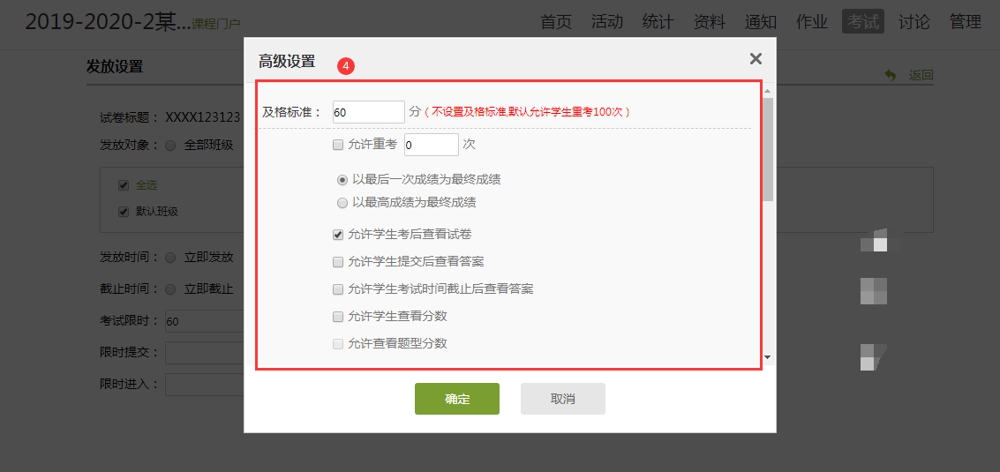 2019-2020-2某...课程门户
首页 活动 统计 资料 通知 作业 考试 讨论 管理
发放设置
返回
试卷标题： XXXX123123
发放对象： 全部班级
全选
默认班级
发放时间： 立即发放
截止时间： 立即截止
考试限时： 60
限时提交：
限时进入：
高级设置
4
及格标准： 60 分（不设置及格标准,默认允许学生重考100次）
允许重考 0 次
以最后一次成绩为最终成绩
以最高成绩为最终成绩
允许学生考后查看试卷
允许学生提交后查看答案
允许学生考试时间截止后查看答案
允许学生查看分数
允许查看题型分数
确定 取消